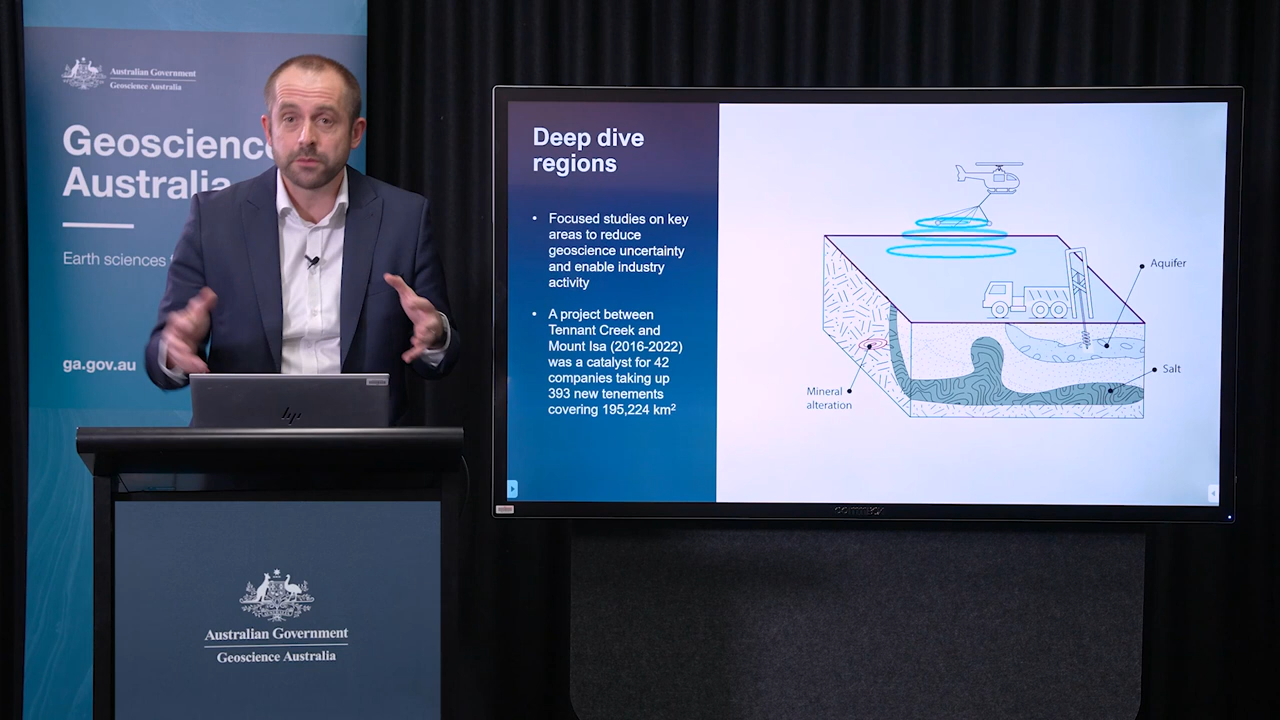 Australian Government
Geoscience Australia
Geoscience
Australia
Earth sciences
ga.gov.au
hp
Australian Government
Geoscience Australia
Deep dive
regions
• Focused studies on key
areas to reduce
geoscience uncertainty
and enable industry
activity
• A project between
Tennant Creek and
Mount Isa (2016-2022)
was a catalyst for 42
companies taking up
393 new tenements
covering 195,224 km²
Aquifer
Salt
Mineral
alteration